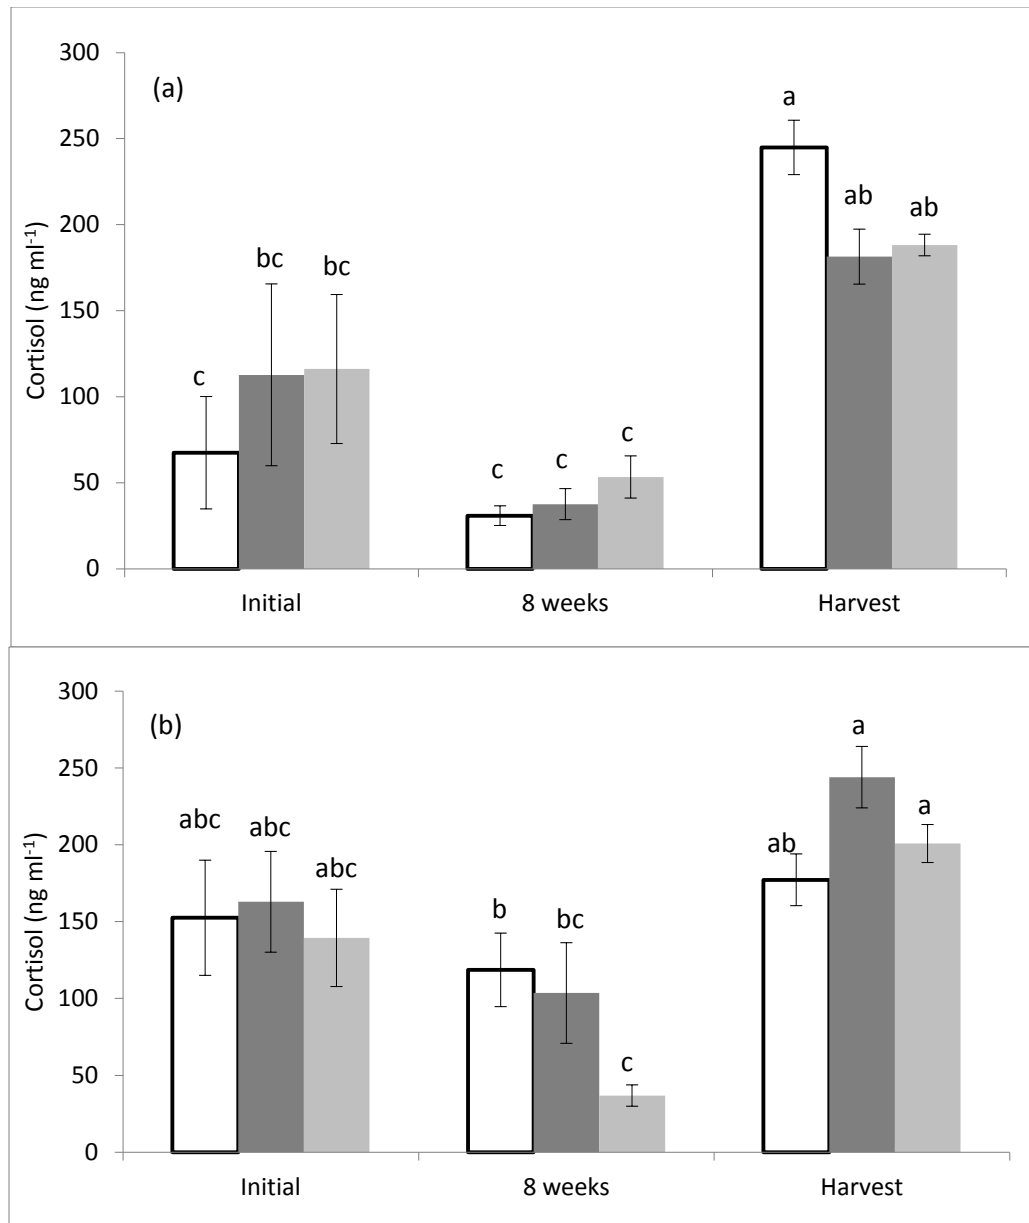 300
(a)
a
250
ab
ab
200
bc
bc
150
Cortisol (ng ml⁻¹)
c
100
c
c
c
50
0
Initial
8 weeks
Harvest
300
(b)
a
250
a
abc
abc
abc
ab
200
b
bc
150
Cortisol (ng ml⁻¹)
100
c
50
0
Initial
8 weeks
Harvest